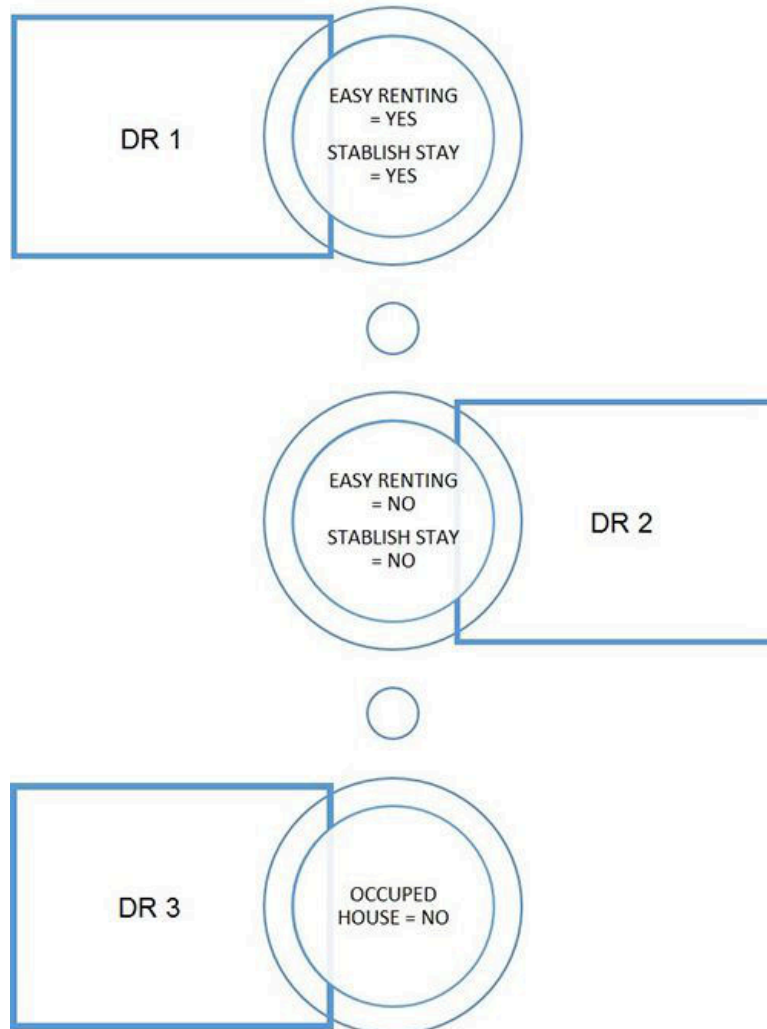 DR 1
EASY RENTING
= YES
STABLISH STAY
= YES
EASY RENTING
= NO
STABLISH STAY
= NO
DR 2
DR 3
OCCUPED
HOUSE = NO